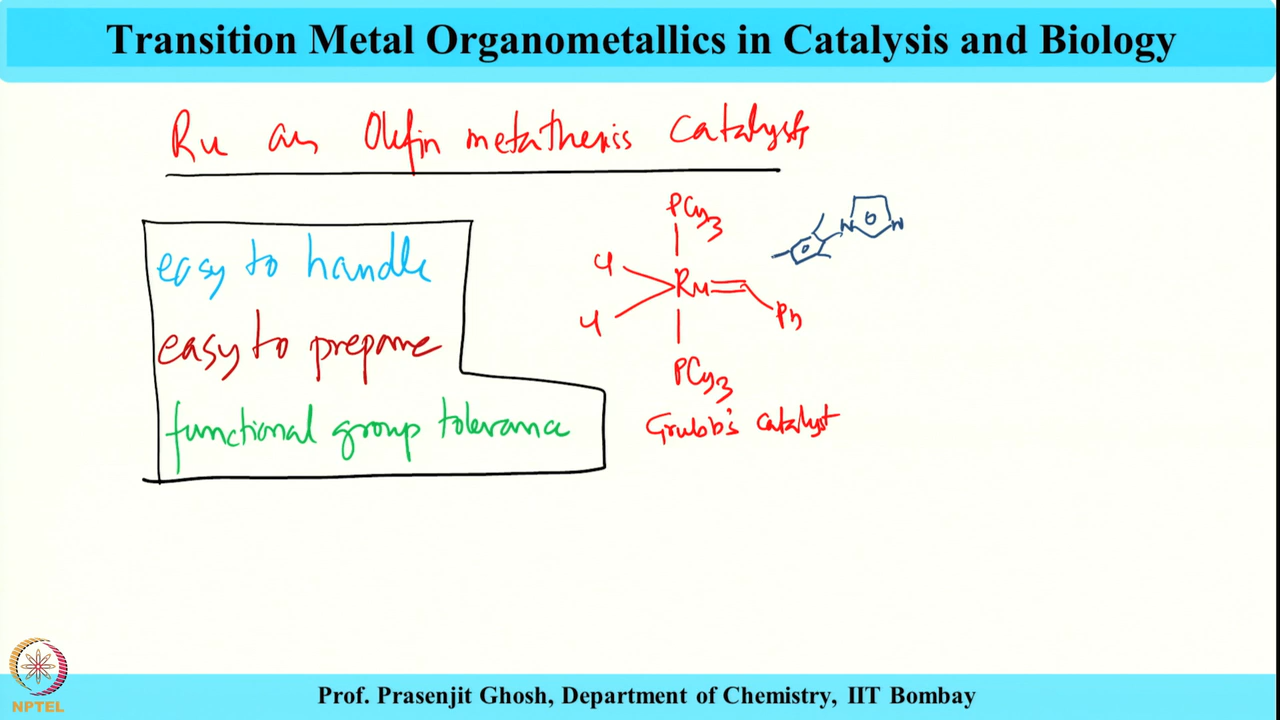 Transition Metal Organometallics in Catalysis and Biology
Ru as Olefin metathesis Catalysts
easy to handle
easy to prepare
functional group tolerance
PCy3
Cl
Cl
Ru
Ph
PCy3
Grubb's catalyst
N
N
NPTEL
Prof. Prasenjit Ghosh, Department of Chemistry, IIT Bombay